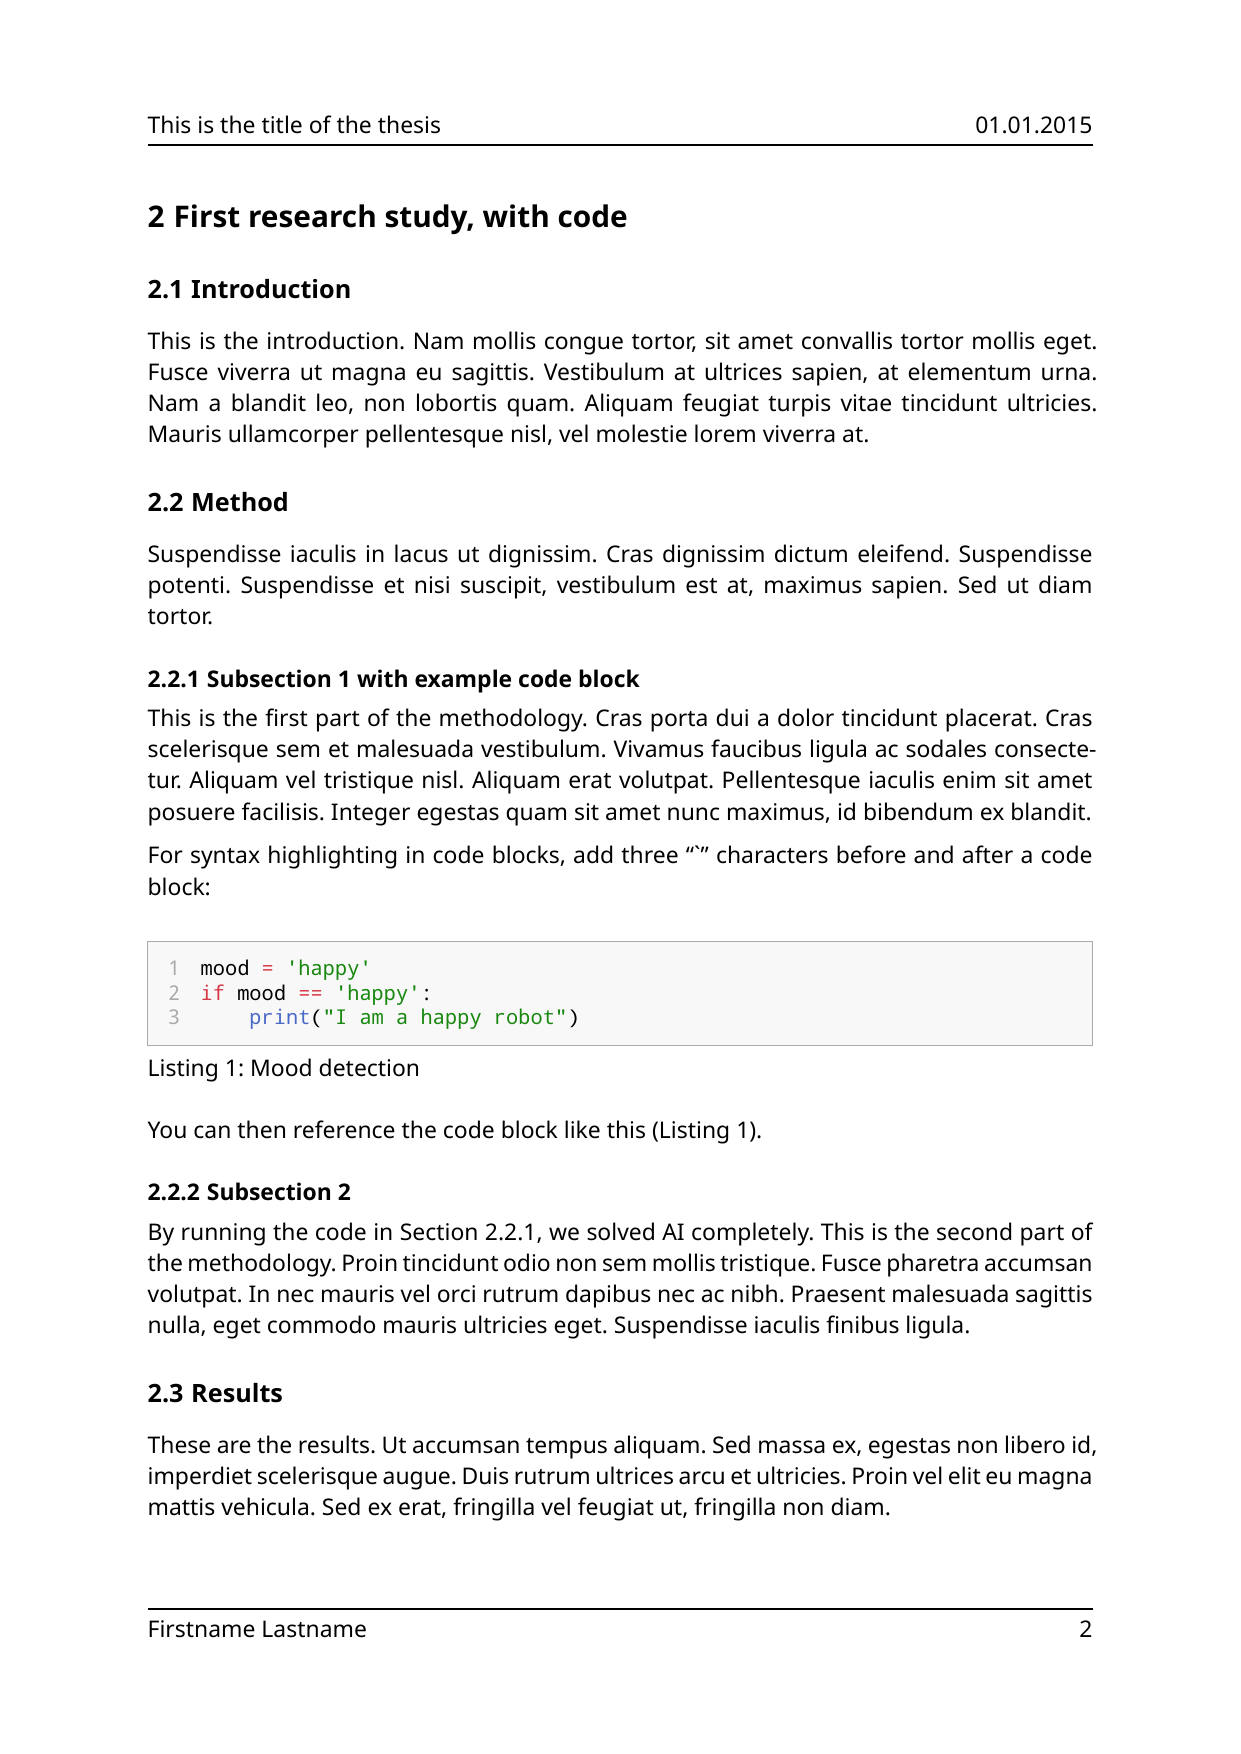 This is the title of the thesis 01.01.2015
2 First research study, with code
2.1 Introduction
This is the introduction. Nam mollis congue tortor, sit amet convallis tortor mollis eget.
Fusce viverra ut magna eu sagittis. Vestibulum at ultrices sapien, at elementum urna.
Nam a blandit leo, non lobortis quam. Aliquam feugiat turpis vitae tincidunt ultricies.
Mauris ullamcorper pellentesque nisl, vel molestie lorem viverra at.
2.2 Method
Suspendisse iaculis in lacus ut dignissim. Cras dignissim dictum eleifend. Suspendisse
potenti. Suspendisse et nisi suscipit, vestibulum est at, maximus sapien. Sed ut diam
tortor.
2.2.1 Subsection 1 with example code block
This is the first part of the methodology. Cras porta dui a dolor tincidunt placerat. Cras
scelerisque sem et malesuada vestibulum. Vivamus faucibus ligula ac sodales consecte-
tur. Aliquam vel tristique nisl. Aliquam erat volutpat. Pellentesque iaculis enim sit amet
posuere facilisis. Integer egestas quam sit amet nunc maximus, id bibendum ex blandit.
For syntax highlighting in code blocks, add three “`” characters before and after a code
block:
1 mood = 'happy'
2 if mood == 'happy':
3     print("I am a happy robot")
Listing 1: Mood detection
You can then reference the code block like this (Listing 1).
2.2.2 Subsection 2
By running the code in Section 2.2.1, we solved AI completely. This is the second part of
the methodology. Proin tincidunt odio non sem mollis tristique. Fusce pharetra accumsan
volutpat. In nec mauris vel orci rutrum dapibus nec ac nibh. Praesent malesuada sagittis
nulla, eget commodo mauris ultricies eget. Suspendisse iaculis finibus ligula.
2.3 Results
These are the results. Ut accumsan tempus aliquam. Sed massa ex, egestas non libero id,
imperdiet scelerisque augue. Duis rutrum ultrices arcu et ultricies. Proin vel elit eu magna
mattis vehicula. Sed ex erat, fringilla vel feugiat ut, fringilla non diam.
Firstname Lastname 2